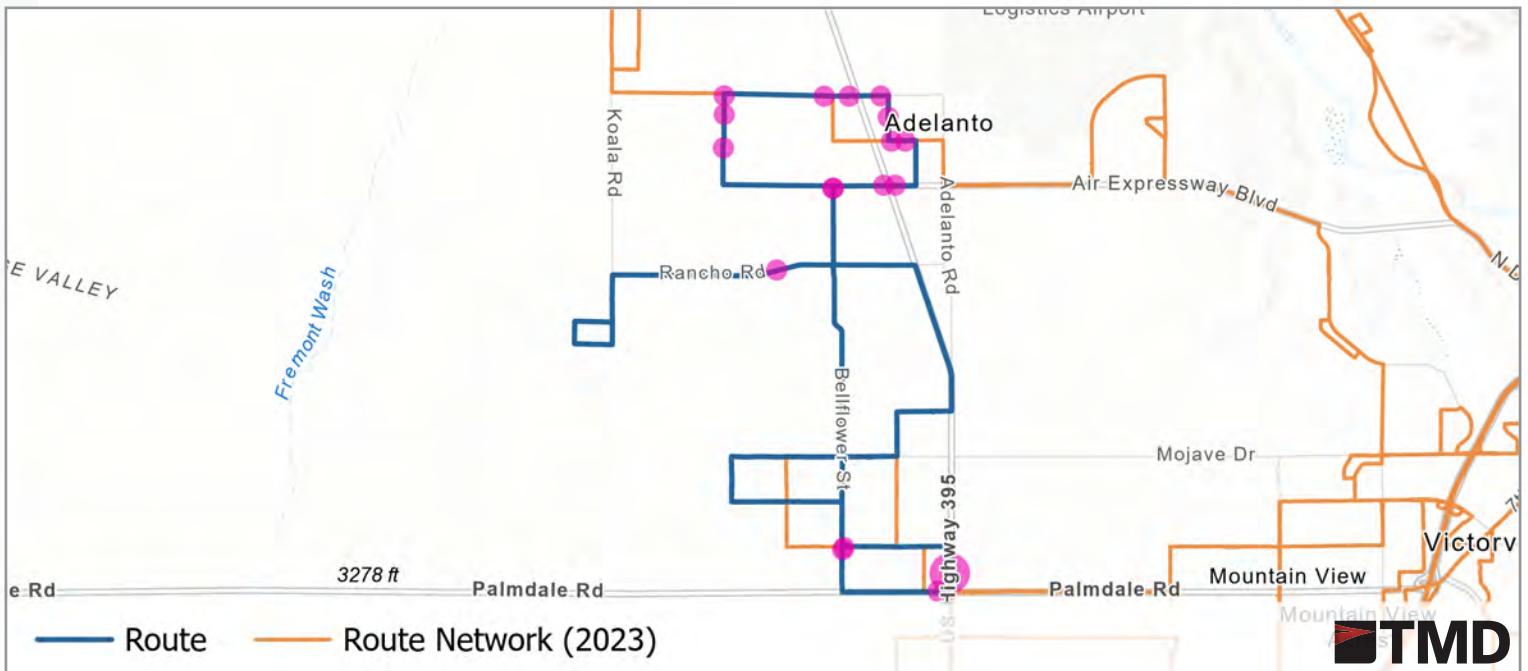 Logistics Airport
Koala Rd
Adelanto
Air Expressway Blvd
Adelanto Rd
E VALLEY
Fremont Wash
Rancho Rd
N D
Bellflower St
Mojave Dr
US Highway 395
Victorv
3278 ft
e Rd
Palmdale Rd
Palmdale Rd
Mountain View
Mountain View
Route
Route Network (2023)
TMD